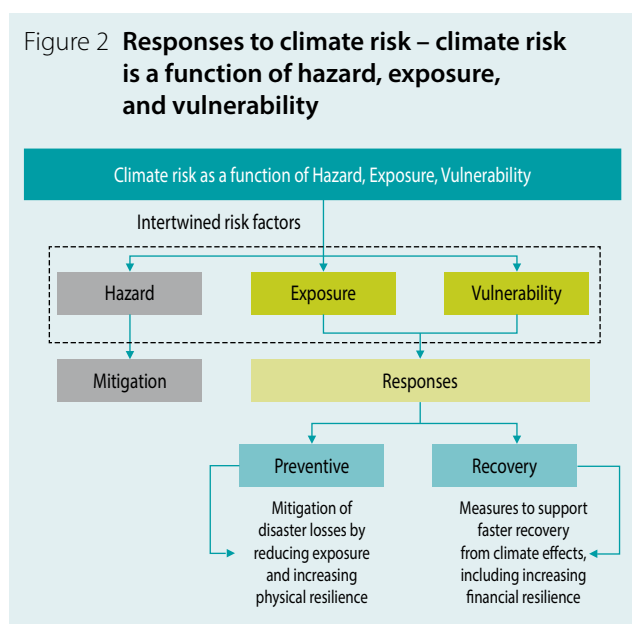 Figure 2 Responses to climate risk – climate risk
is a function of hazard, exposure,
and vulnerability
Climate risk as a function of Hazard, Exposure, Vulnerability
Intertwined risk factors
Hazard
Exposure
Vulnerability
Mitigation
Responses
Preventive
Recovery
Mitigation of
disaster losses by
reducing exposure
and increasing
physical resilience
Measures to support
faster recovery
from climate effects,
including increasing
financial resilience